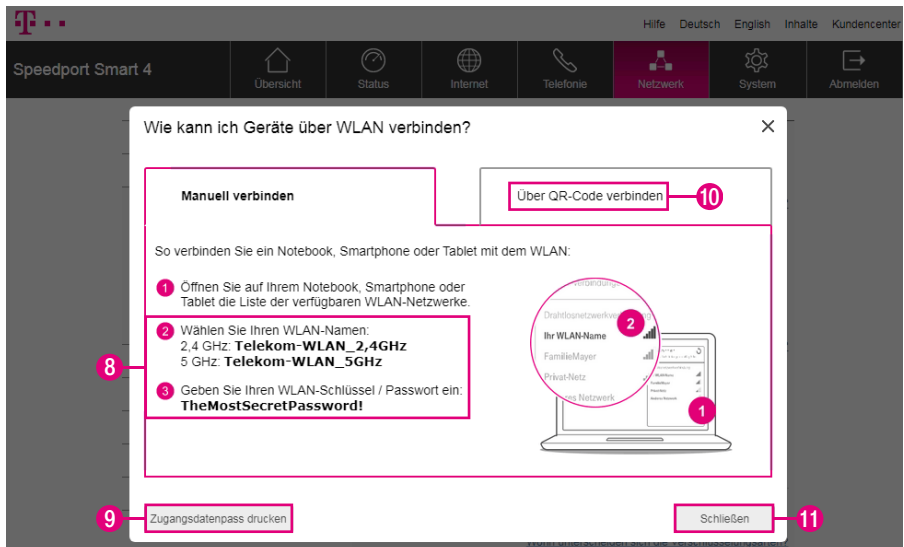 T
Hilfe Deutsch English Inhalte Kundencenter
Speedport Smart 4
Übersicht
Status
Internet
Telefonie
Netzwerk
System
Abmelden
Wie kann ich Geräte über WLAN verbinden?
Manuell verbinden
Über QR-Code verbinden
10
So verbinden Sie ein Notebook, Smartphone oder Tablet mit dem WLAN:
1 Öffnen Sie auf Ihrem Notebook, Smartphone oder
Tablet die Liste der verfügbaren WLAN-Netzwerke.
8
2 Wählen Sie Ihren WLAN-Namen:
2,4 GHz: Telekom-WLAN_2,4GHz
5 GHz: Telekom-WLAN_5GHz
3 Geben Sie Ihren WLAN-Schlüssel / Passwort ein:
TheMostSecretPassword!
2
Ihr WLAN-Name
FamilieMayer
Privat-Netz
Netzwerk
1
9
Zugangsdatenpass drucken
Schließen
11